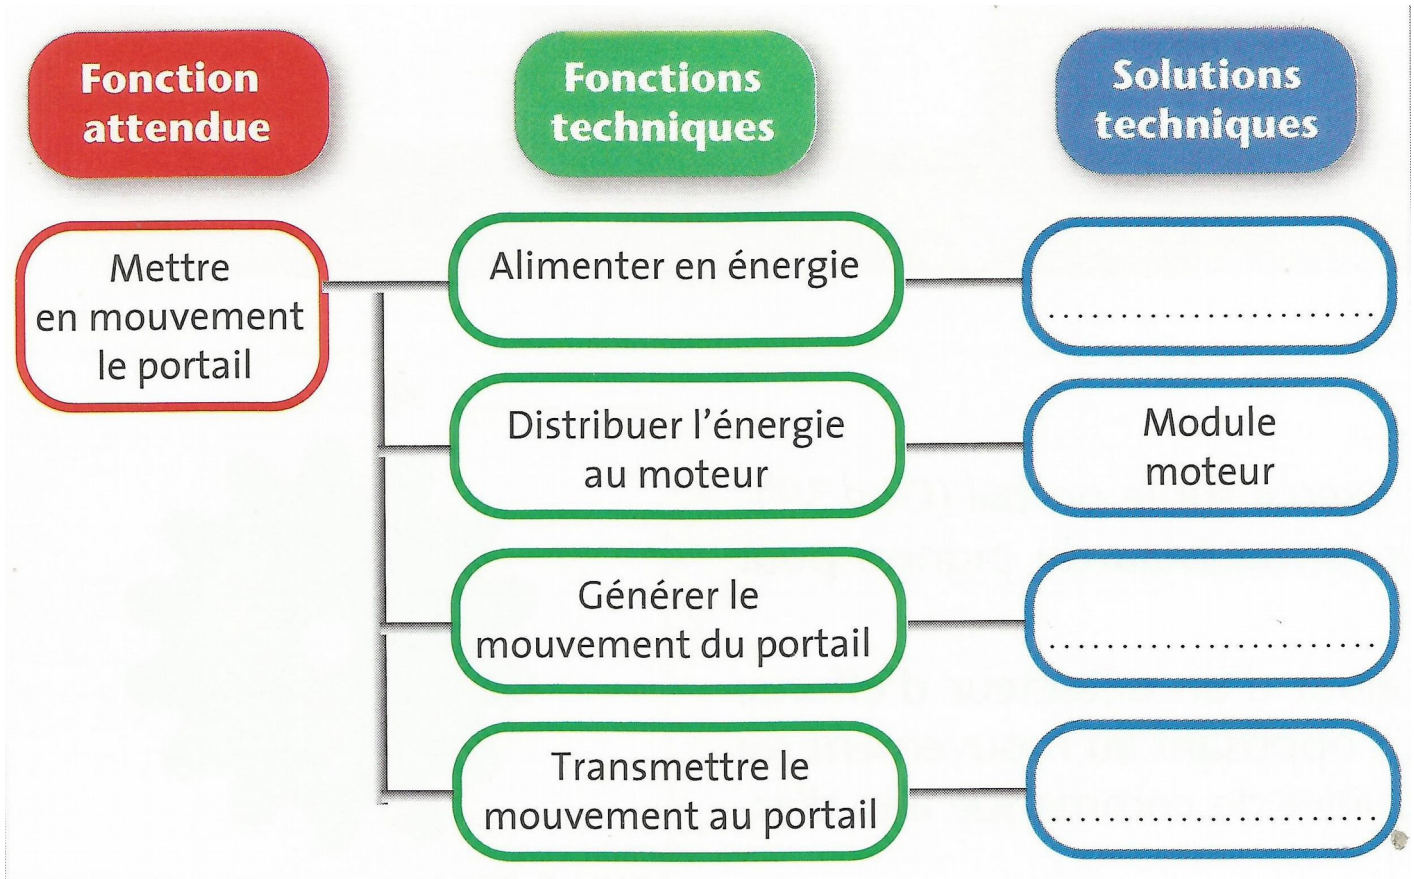 Fonction
attendue
Fonctions
techniques
Solutions
techniques
Mettre
en mouvement
le portail
Alimenter en énergie
........................
Distribuer l'énergie
au moteur
Module
moteur
Générer le
mouvement du portail
........................
Transmettre le
mouvement au portail
........................